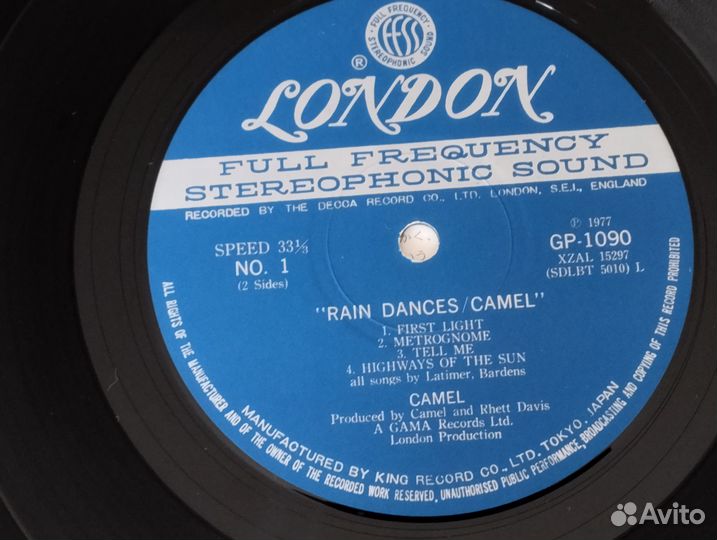 FULL FREQUENCY
ffss
STEREOPHONIC SOUND
®
LONDON
FULL FREQUENCY
STEREOPHONIC SOUND
RECORDED BY THE DECCA RECORD CO., LTD. LONDON, S.E.I., ENGLAND
SPEED 33⅓
NO. 1
(2 Sides)
℗ 1977
GP-1090
XZAL 15297
(SDLBT 5010) L
"RAIN DANCES/CAMEL"
1. FIRST LIGHT
2. METROGNOME
3. TELL ME
4. HIGHWAYS OF THE SUN
all songs by Latimer, Bardens
CAMEL
Produced by Camel and Rhett Davis
A GAMA Records Ltd.
London Production
MANUFACTURED BY KING RECORD CO., LTD. TOKYO, JAPAN
ALL RIGHTS OF THE MANUFACTURER AND OF THE OWNER OF THE RECORDED WORK RESERVED, UNAUTHORISED PUBLIC PERFORMANCE, BROADCASTING AND COPYING OF THIS RECORD PROHIBITED
Avito